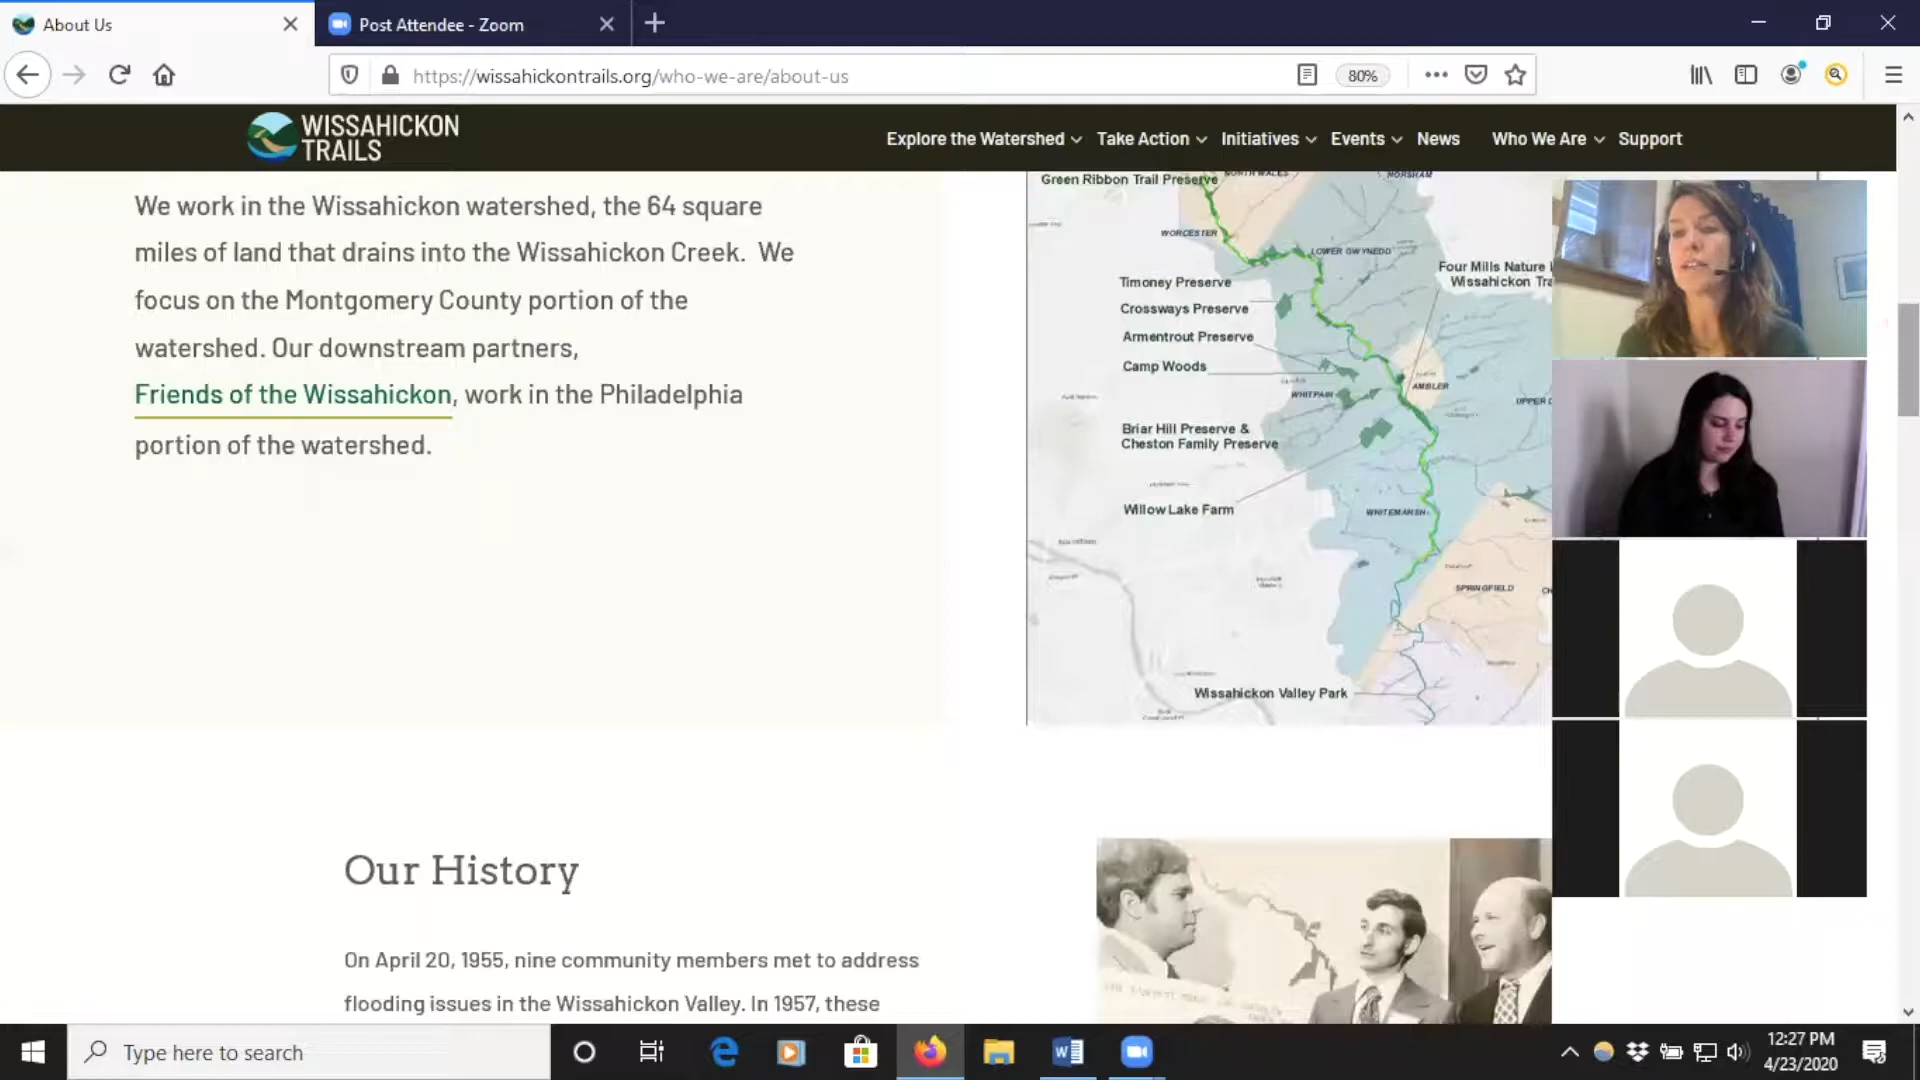 About Us
Post Attendee - Zoom
https://wissahickontrails.org/who-we-are/about-us
80%
WISSAHICKON
TRAILS
Explore the Watershed
Take Action
Initiatives
Events
News
Who We Are
Support
We work in the Wissahickon watershed, the 64 square
miles of land that drains into the Wissahickon Creek. We
focus on the Montgomery County portion of the
watershed. Our downstream partners,
Friends of the Wissahickon, work in the Philadelphia
portion of the watershed.
NORTH WALES
HORSHAM
Green Ribbon Trail Preserve
WORCESTER
LOWER GWYNEDD
Four Mills Nature
Wissahickon Tra
Timoney Preserve
Crossways Preserve
Armentrout Preserve
Camp Woods
AMBLER
WHITPAIN
UPPER
Briar Hill Preserve &
Cheston Family Preserve
Willow Lake Farm
WHITEMARSH
SPRINGFIELD
Wissahickon Valley Park
Our History
On April 20, 1955, nine community members met to address
flooding issues in the Wissahickon Valley. In 1957, these
Type here to search
12:27 PM
4/23/2020